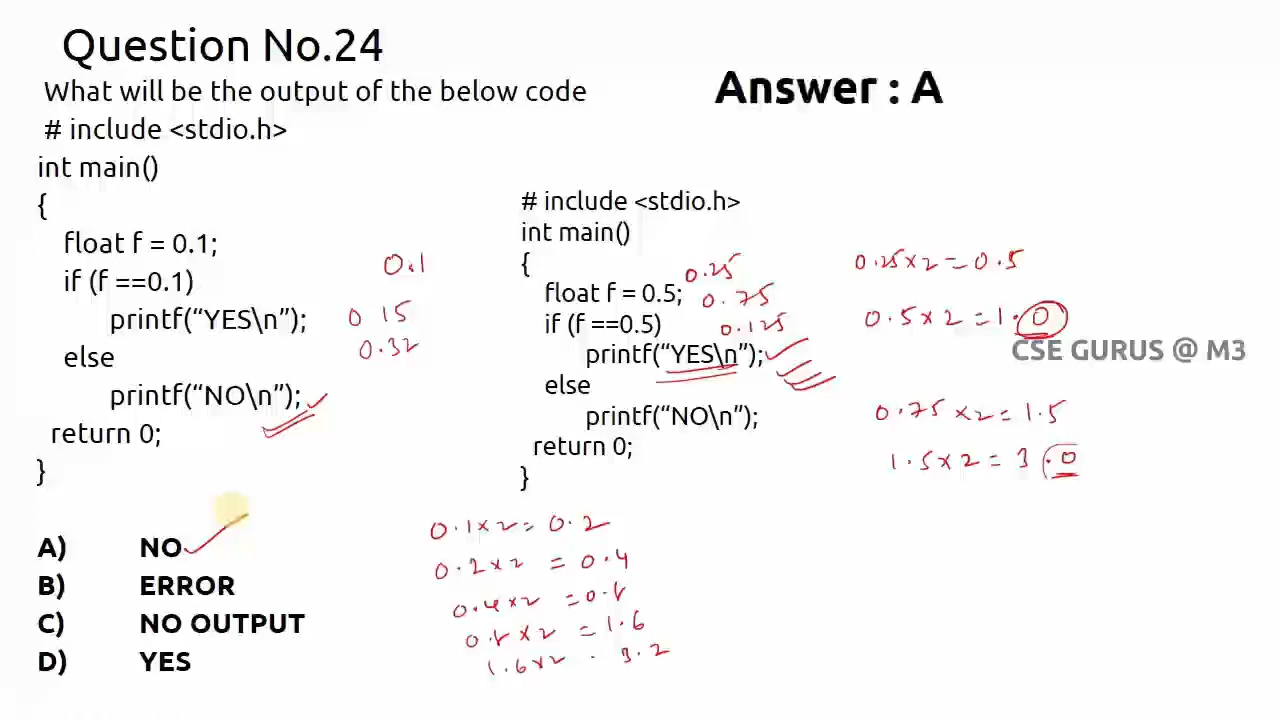 Question No.24
What will be the output of the below code
Answer : A
# include <stdio.h>
int main()
{
float f = 0.1;
if (f ==0.1)
printf(“YES\n”);
else
printf(“NO\n”);
return 0;
}
0.1
0 15
0.32
# include <stdio.h>
int main()
{
float f = 0.5;
if (f ==0.5)
printf(“YES\n”);
else
printf(“NO\n”);
return 0;
}
0.25
0.75
0.125
0.25×2=0.5
0.5×2=1.0
CSE GURUS @ M3
0.75×2=1.5
1.5×2=3.0
A) NO
B) ERROR
C) NO OUTPUT
D) YES
0.1×2=0.2
0.2×2=0.4
0.4×2=0.8
0.8×2=1.6
1.6×2-3.2